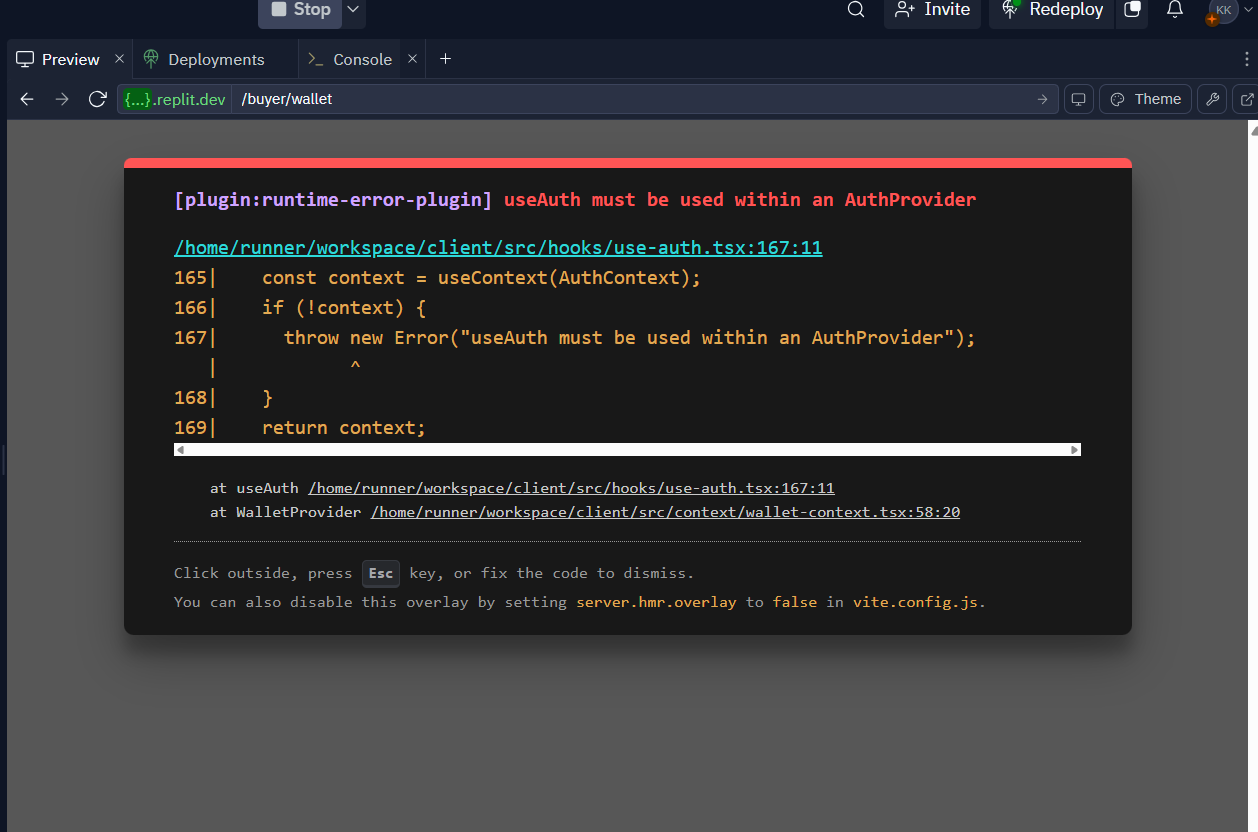 Stop
Invite
Redeploy
KK
Preview
Deployments
Console
{...}.replit.dev
/buyer/wallet
Theme
[plugin:runtime-error-plugin] useAuth must be used within an AuthProvider
/home/runner/workspace/client/src/hooks/use-auth.tsx:167:11
165|    const context = useContext(AuthContext);
166|    if (!context) {
167|      throw new Error("useAuth must be used within an AuthProvider");
   |            ^
168|    }
169|    return context;
at useAuth /home/runner/workspace/client/src/hooks/use-auth.tsx:167:11
at WalletProvider /home/runner/workspace/client/src/context/wallet-context.tsx:58:20
Click outside, press Esc key, or fix the code to dismiss.
You can also disable this overlay by setting server.hmr.overlay to false in vite.config.js.